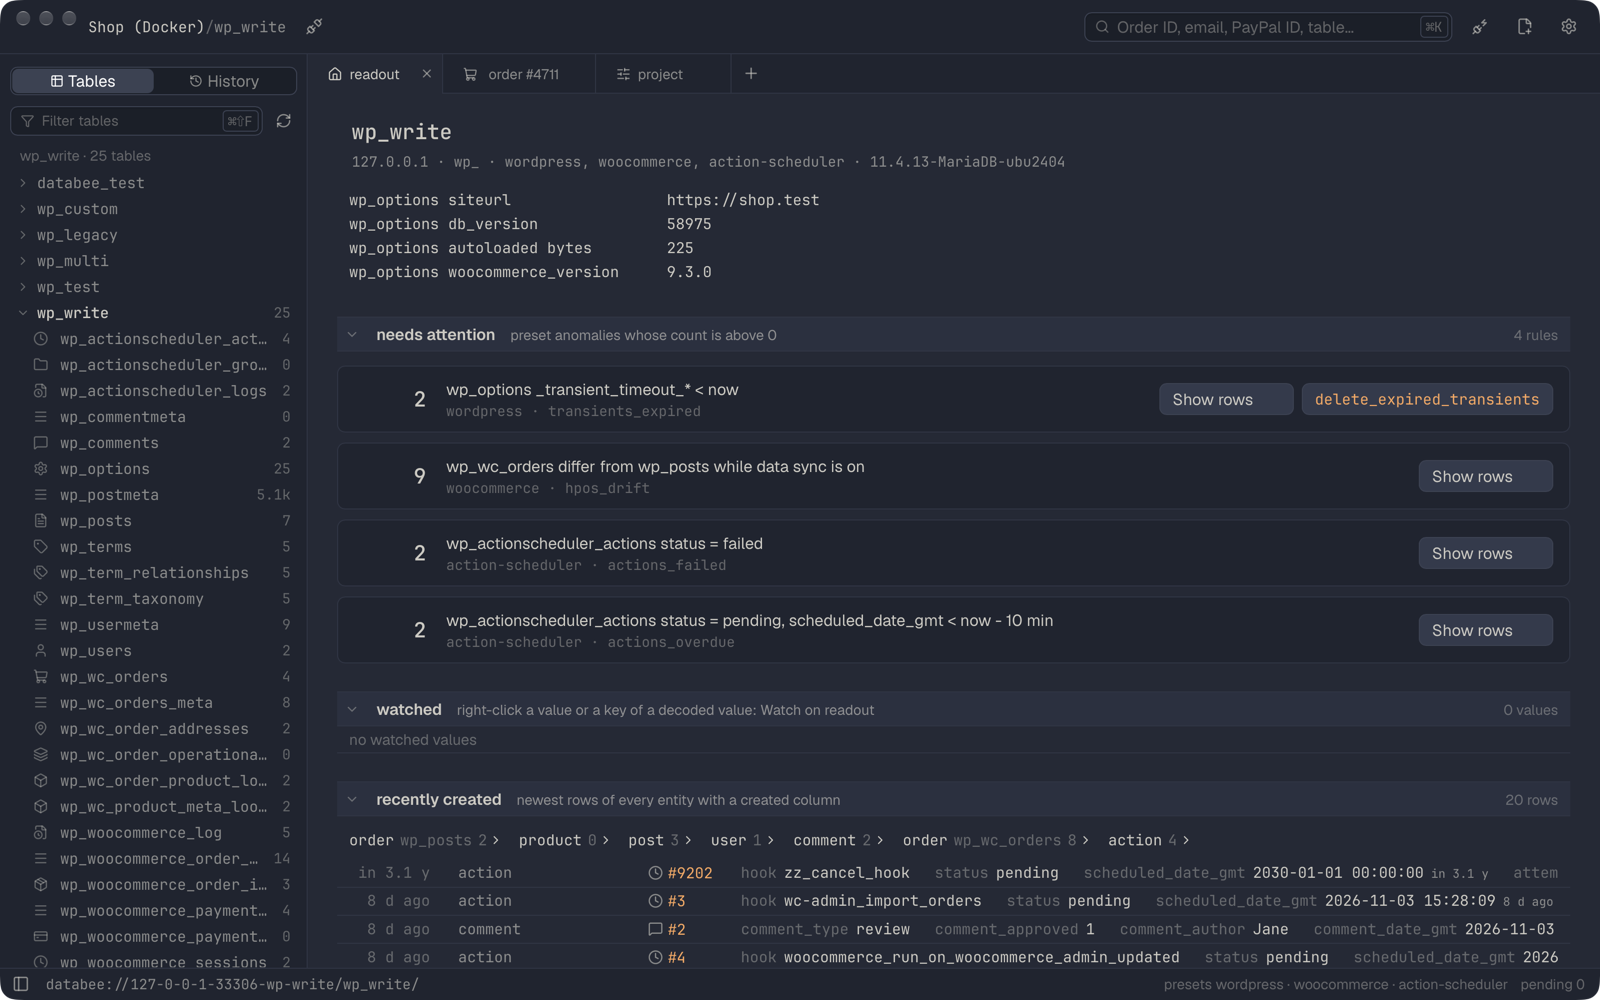 Shop (Docker)/wp_write
Order ID, email, PayPal ID, table... ⌘K
Tables
History
Filter tables ⌘⇧F
wp_write · 25 tables
databee_test
wp_custom
wp_legacy
wp_multi
wp_test
wp_write 25
wp_actionscheduler_act… 4
wp_actionscheduler_gro… 0
wp_actionscheduler_logs 2
wp_commentmeta 0
wp_comments 2
wp_options 25
wp_postmeta 5.1k
wp_posts 7
wp_terms 5
wp_term_relationships 5
wp_term_taxonomy 5
wp_usermeta 9
wp_users 2
wp_wc_orders 4
wp_wc_orders_meta 8
wp_wc_order_addresses 2
wp_wc_order_operationa… 0
wp_wc_order_product_lo… 2
wp_wc_product_meta_loo… 2
wp_woocommerce_log 5
wp_woocommerce_order_… 14
wp_woocommerce_order_i… 3
wp_woocommerce_payment… 4
wp_woocommerce_payment… 0
wp_woocommerce_sessions 2
readout
order #4711
project
wp_write
127.0.0.1 · wp_ · wordpress, woocommerce, action-scheduler · 11.4.13-MariaDB-ubu2404
wp_options siteurl https://shop.test
wp_options db_version 58975
wp_options autoloaded bytes 225
wp_options woocommerce_version 9.3.0
needs attention preset anomalies whose count is above 0 4 rules
2 wp_options _transient_timeout_* < now
wordpress · transients_expired
Show rows delete_expired_transients
9 wp_wc_orders differ from wp_posts while data sync is on
woocommerce · hpos_drift
Show rows
2 wp_actionscheduler_actions status = failed
action-scheduler · actions_failed
Show rows
2 wp_actionscheduler_actions status = pending, scheduled_date_gmt < now - 10 min
action-scheduler · actions_overdue
Show rows
watched right-click a value or a key of a decoded value: Watch on readout 0 values
no watched values
recently created newest rows of every entity with a created column 20 rows
order wp_posts 2 > product 0 > post 3 > user 1 > comment 2 > order wp_wc_orders 8 > action 4 >
in 3.1 y action #9202 hook zz_cancel_hook status pending scheduled_date_gmt 2030-01-01 00:00:00 in 3.1 y attem
8 d ago action #3 hook wc-admin_import_orders status pending scheduled_date_gmt 2026-11-03 15:28:09 8 d ago
8 d ago comment #2 comment_type review comment_approved 1 comment_author Jane comment_date_gmt 2026-11-03
8 d ago action #4 hook woocommerce_run_on_woocommerce_admin_updated status pending scheduled_date_gmt 2026
databee://127-0-0-1-33306-wp-write/wp_write/
presets wordpress · woocommerce · action-scheduler pending 0